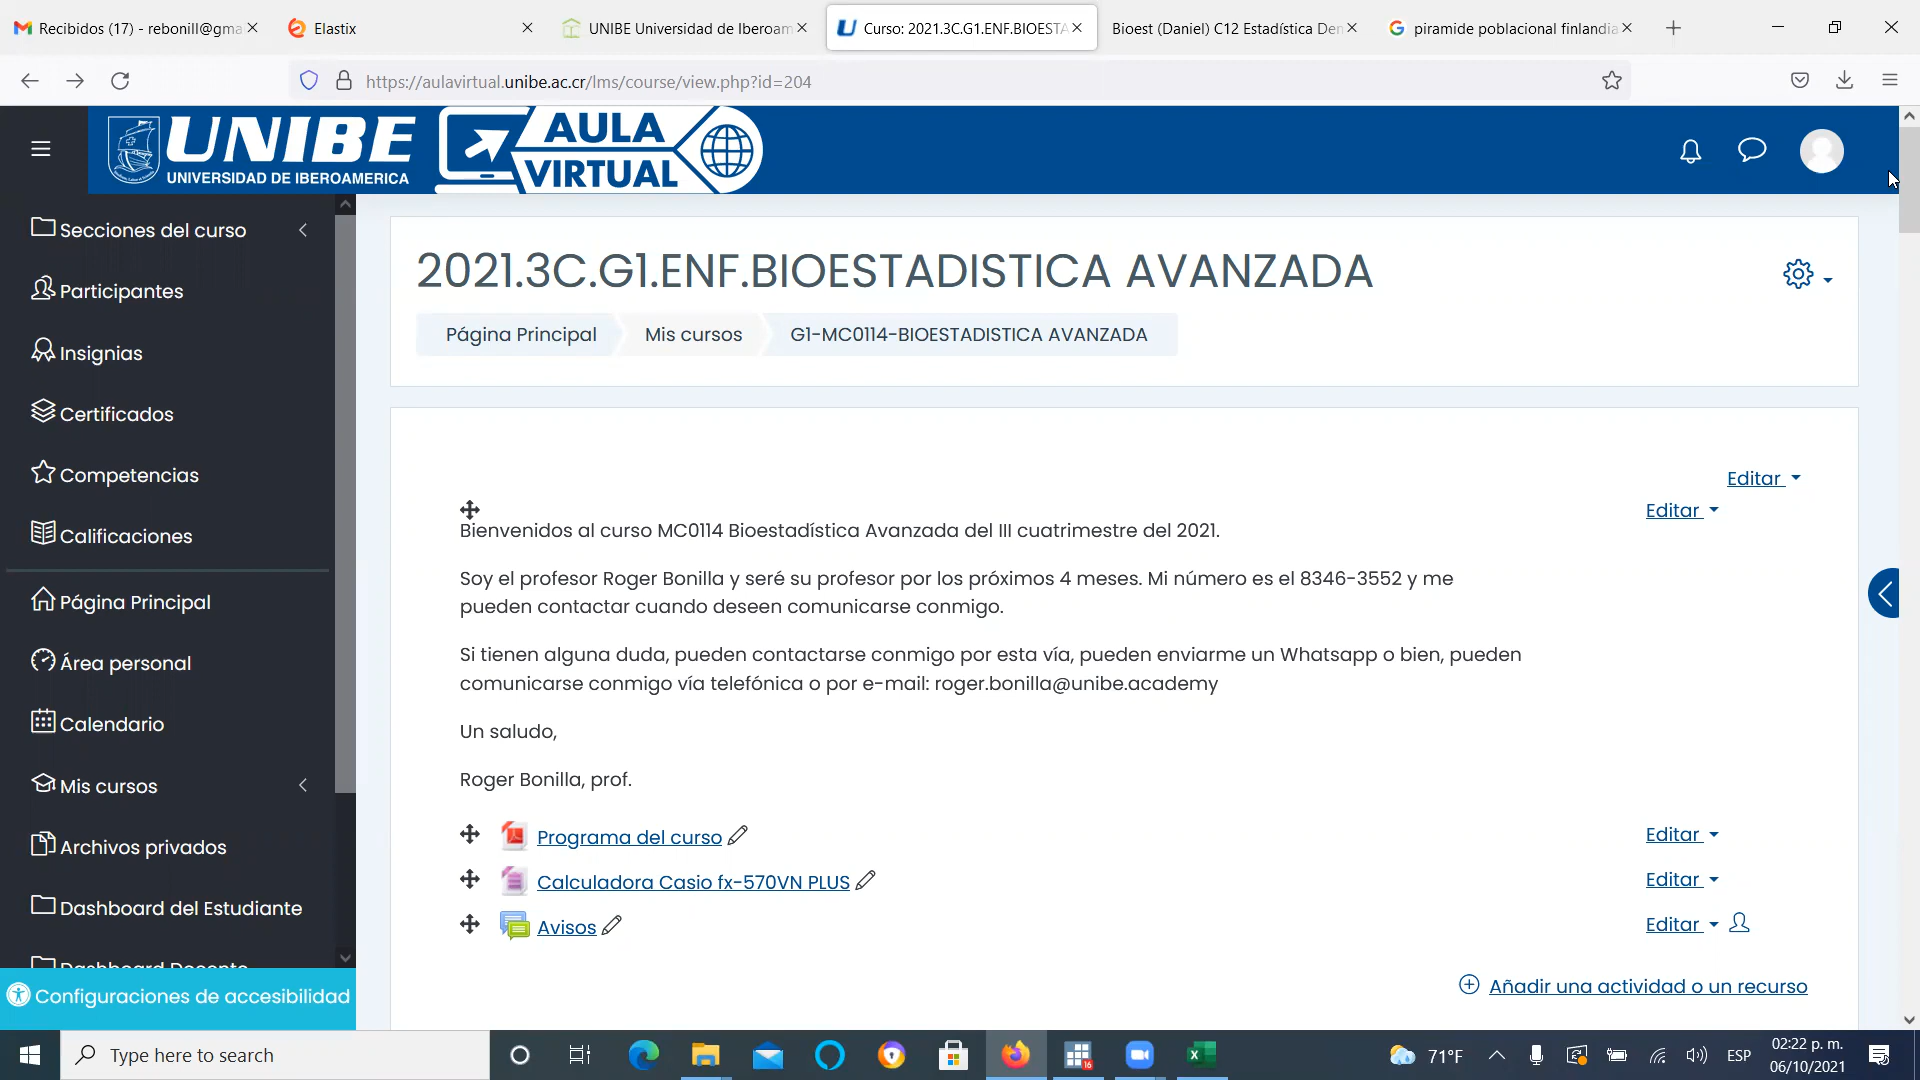 Recibidos (17) - rebonill@gma
Elastix
UNIBE Universidad de Iberoam
Curso: 2021.3C.G1.ENF.BIOESTA
Bioest (Daniel) C12 Estadística Den
piramide poblacional finlandia
https://aulavirtual.unibe.ac.cr/lms/course/view.php?id=204
UNIBE
UNIVERSIDAD DE IBEROAMERICA
AULA
VIRTUAL
Secciones del curso
Participantes
Insignias
Certificados
Competencias
Calificaciones
Página Principal
Área personal
Calendario
Mis cursos
Archivos privados
Dashboard del Estudiante
Dashboard Docente
Configuraciones de accesibilidad
2021.3C.G1.ENF.BIOESTADISTICA AVANZADA
Página Principal
Mis cursos
G1-MC0114-BIOESTADISTICA AVANZADA
Editar
Editar
Bienvenidos al curso MC0114 Bioestadística Avanzada del III cuatrimestre del 2021.
Soy el profesor Roger Bonilla y seré su profesor por los próximos 4 meses. Mi número es el 8346-3552 y me
pueden contactar cuando deseen comunicarse conmigo.
Si tienen alguna duda, pueden contactarse conmigo por esta vía, pueden enviarme un Whatsapp o bien, pueden
comunicarse conmigo vía telefónica o por e-mail: roger.bonilla@unibe.academy
Un saludo,
Roger Bonilla, prof.
Programa del curso
Editar
Calculadora Casio fx-570VN PLUS
Editar
Avisos
Editar
Añadir una actividad o un recurso
Type here to search
16
71°F
ESP
02:22 p. m.
06/10/2021